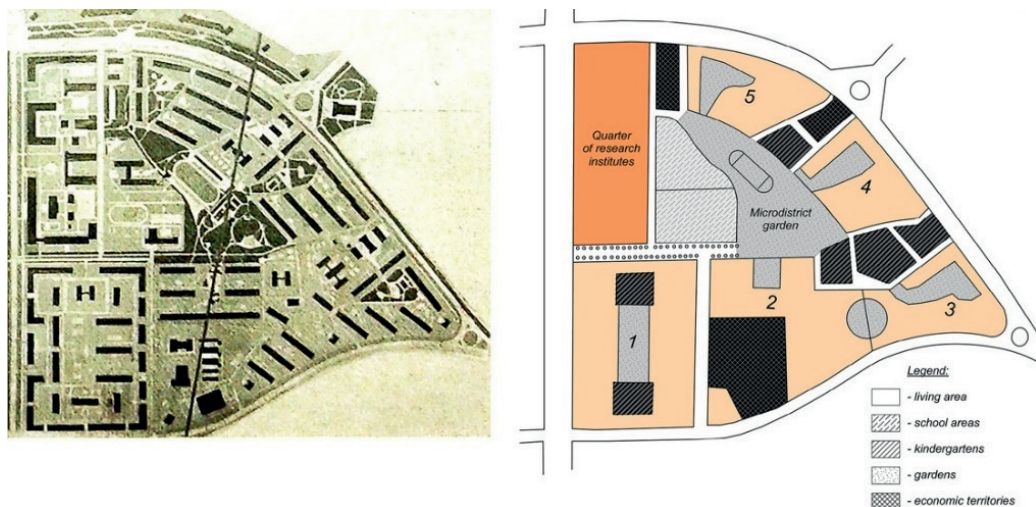 5
Quarter
of research
institutes
4
Microdistrict
garden
2
3
1
Legend:
- living area
- school areas
- kindergartens
- gardens
- economic territories